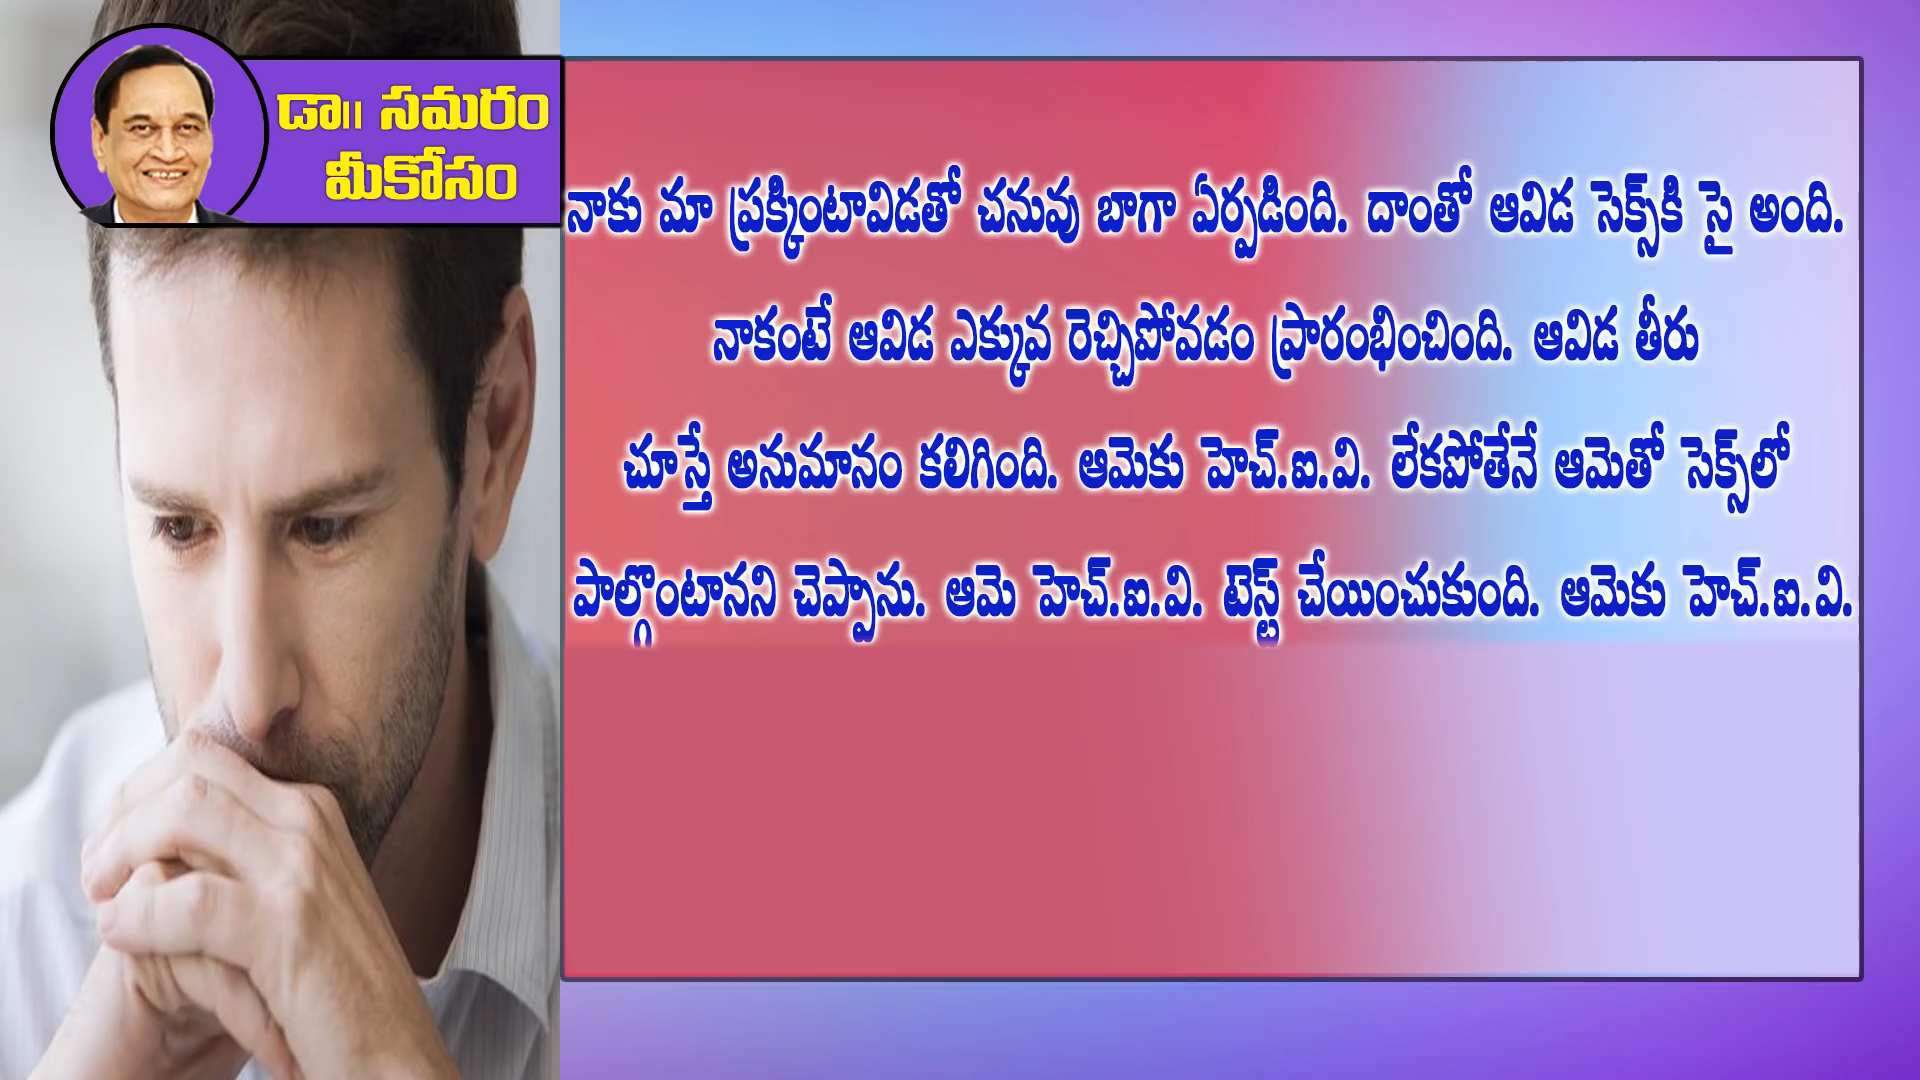 డా॥ సమరం
మీకోసం
నాకు మా ప్రక్కింటావిడతో చనువు బాగా ఏర్పడింది. దాంతో ఆవిడ సెక్స్‌కి సై అంది.
నాకంటే ఆవిడ ఎక్కువ రెచ్చిపోవడం ప్రారంభించింది. ఆవిడ తీరు
చూస్తే అనుమానం కలిగింది. ఆమెకు హెచ్.ఐ.వి. లేకపోతేనే ఆమెతో సెక్స్‌లో
పాల్గొంటానని చెప్పాను. ఆమె హెచ్.ఐ.వి. టెస్ట్ చేయించుకుంది. ఆమెకు హెచ్.ఐ.వి.